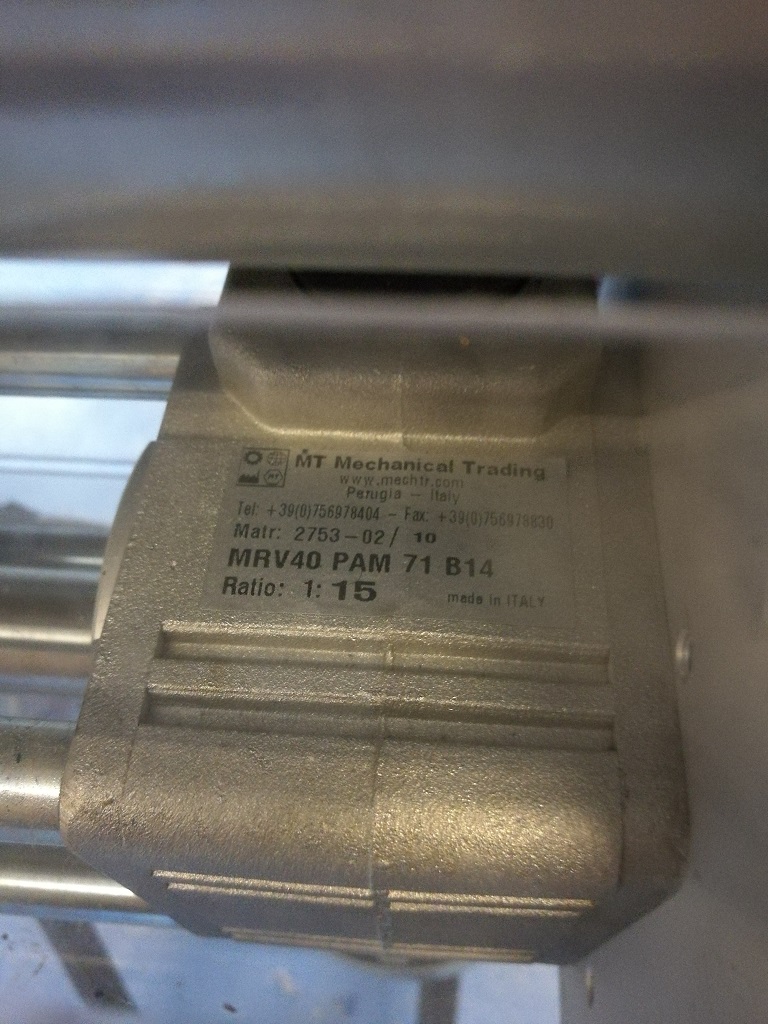 MT Mechanical Trading
www.mechtr.com
Perugia - Italy
Tel: +39(0)756978404 - Fax: +39(0)756978830
Matr: 2753-02/ 10
MRV40 PAM 71 B14
Ratio: 1: 15 made in ITALY